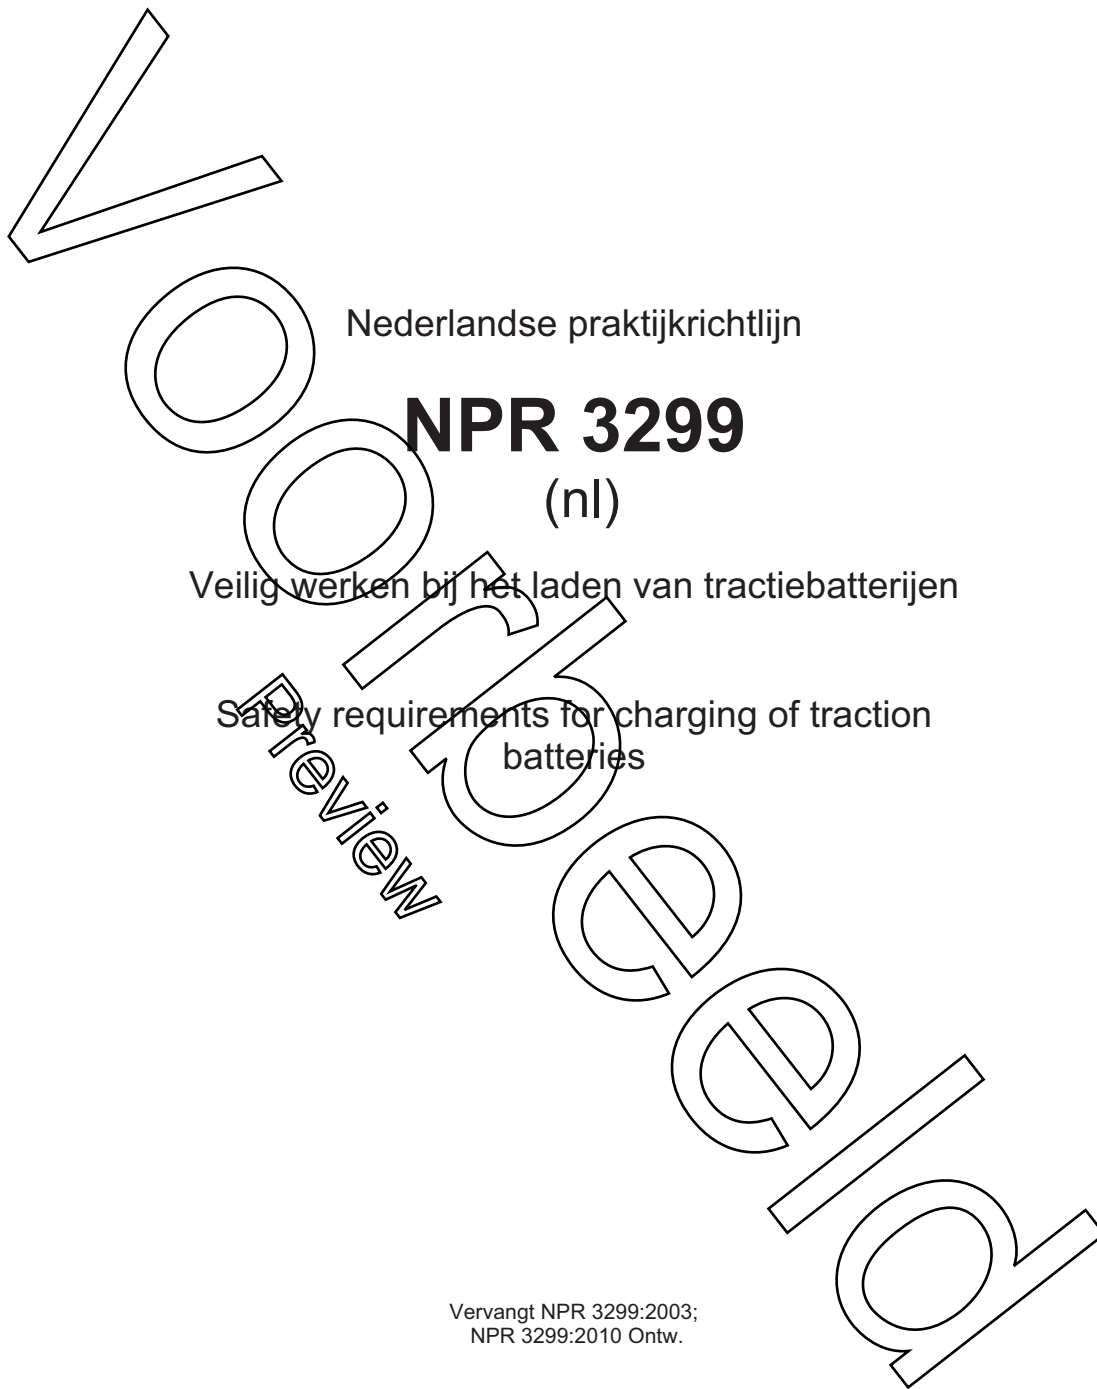 Nederlandse praktijkrichtlijn
NPR 3299
(nl)
Veilig werken bij het laden van tractiebatterijen
Safety requirements for charging of traction
batteries
Voorbeeld
Preview
Vervangt NPR 3299:2003;
NPR 3299:2010 Ontw.